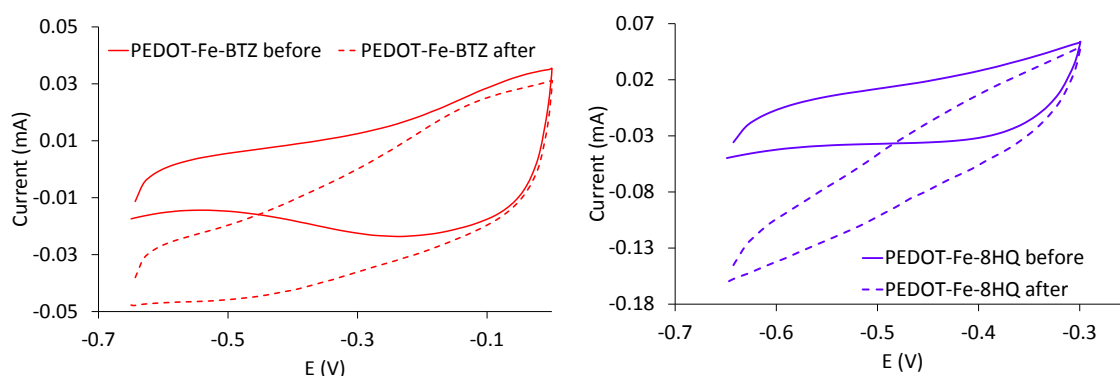 0.05
0.03
0.01
-0.01
-0.03
-0.05
-0.7
-0.5
-0.3
-0.1
Current (mA)
E (V)
PEDOT-Fe-BTZ before
PEDOT-Fe-BTZ after
0.07
0.02
-0.03
-0.08
-0.13
-0.18
-0.7
-0.6
-0.5
-0.4
-0.3
Current (mA)
E (V)
PEDOT-Fe-8HQ before
PEDOT-Fe-8HQ after